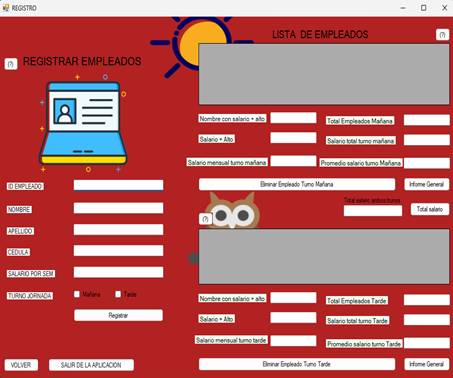 REGISTRO
LISTA DE EMPLEADOS
(?)
(?)
REGISTRAR EMPLEADOS
Nombre con salario + alto
Total Empleados Mañana
Salario + Alto
Salario total turno mañana
Salario mensual turno mañana
Promedio salario turno Mañana
ID EMPLEADO
Eliminar Empleado Turno Mañana
Informe General
Total salario ambos turnos
NOMBRE
Total salario
(?)
APELLIDO
CEDULA
SALARIO POR SEM
TURNO JORNADA
Mañana
Tarde
Nombre con salario + alto
Total Empleados Tarde
Registrar
Salario + Alto
Salario total turno Tarde
Salario mensual turno tarde
Promedio salario turno Tarde
VOLVER
SALIR DE LA APLICACION
Eliminar Empleado Turno Tarde
Informe General